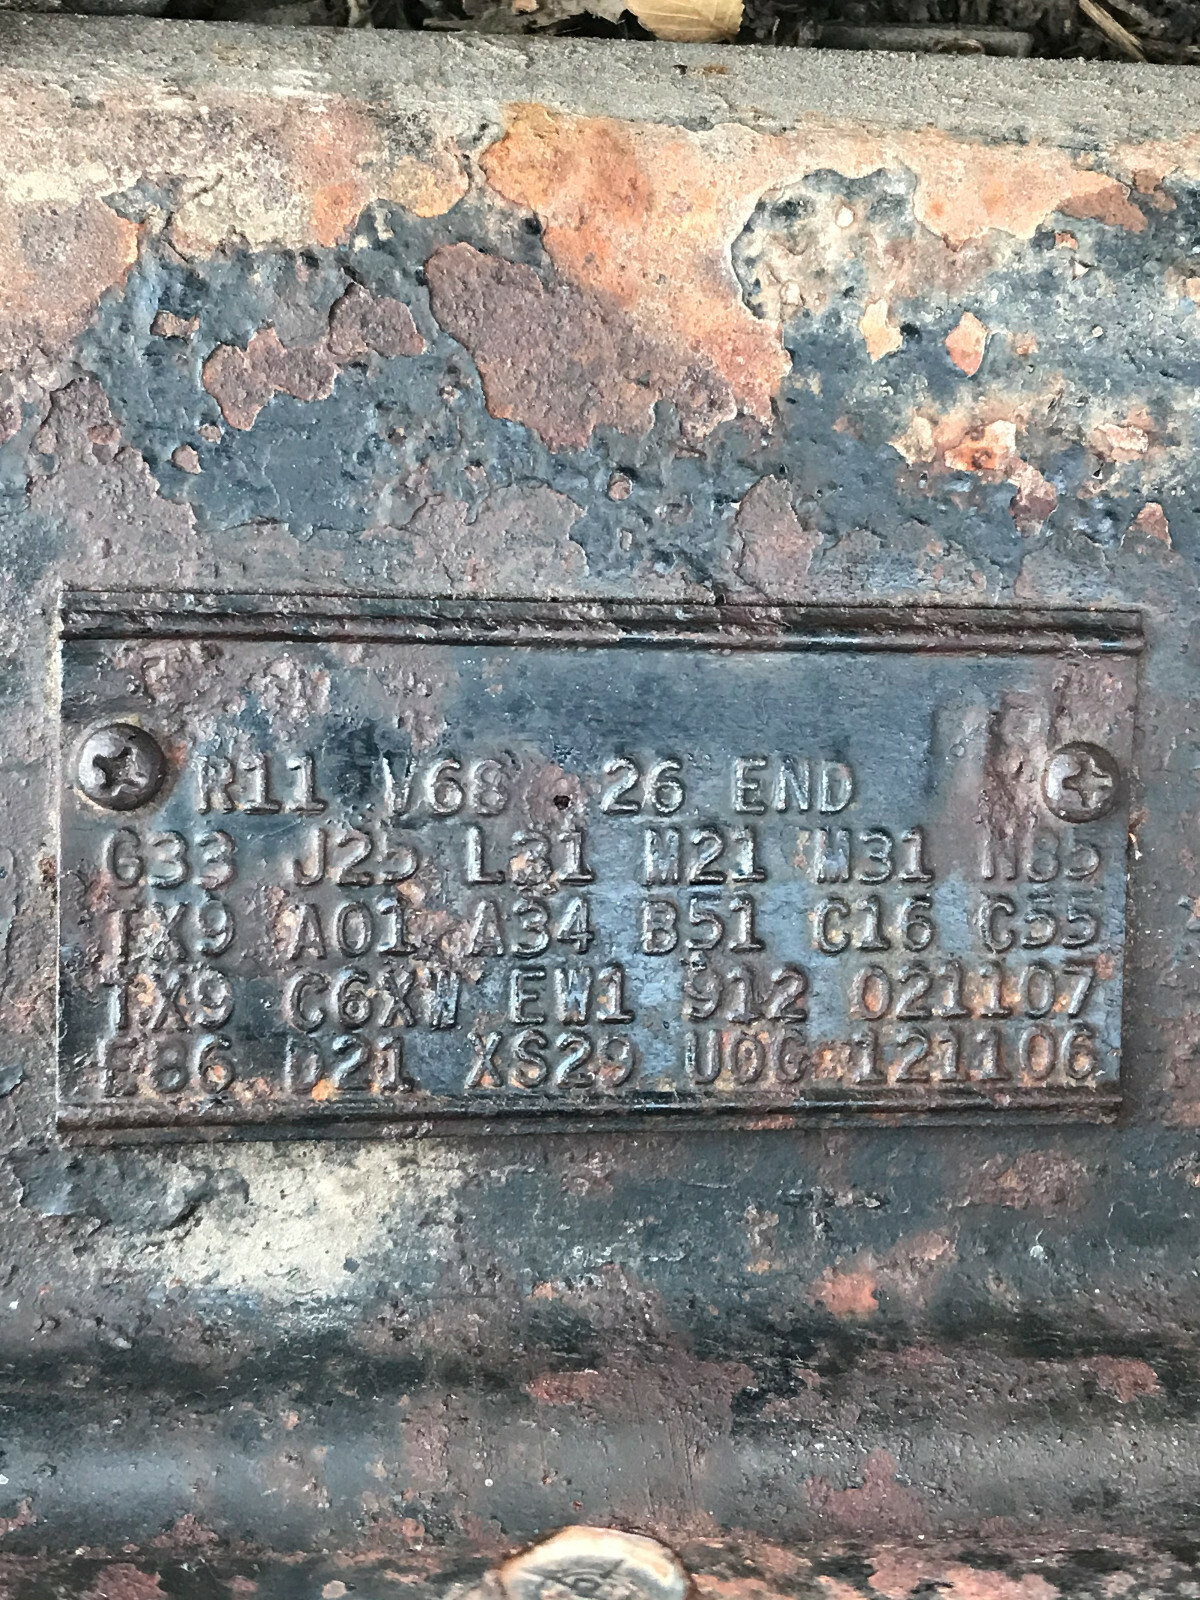 R11 V68 26 END
G33 J25 L31 M21 M31 N85
TX9 A01 A34 B51 C16 C55
TX9 C6XW EW1 912 021107
E86 D21 XS29 U0G 121106